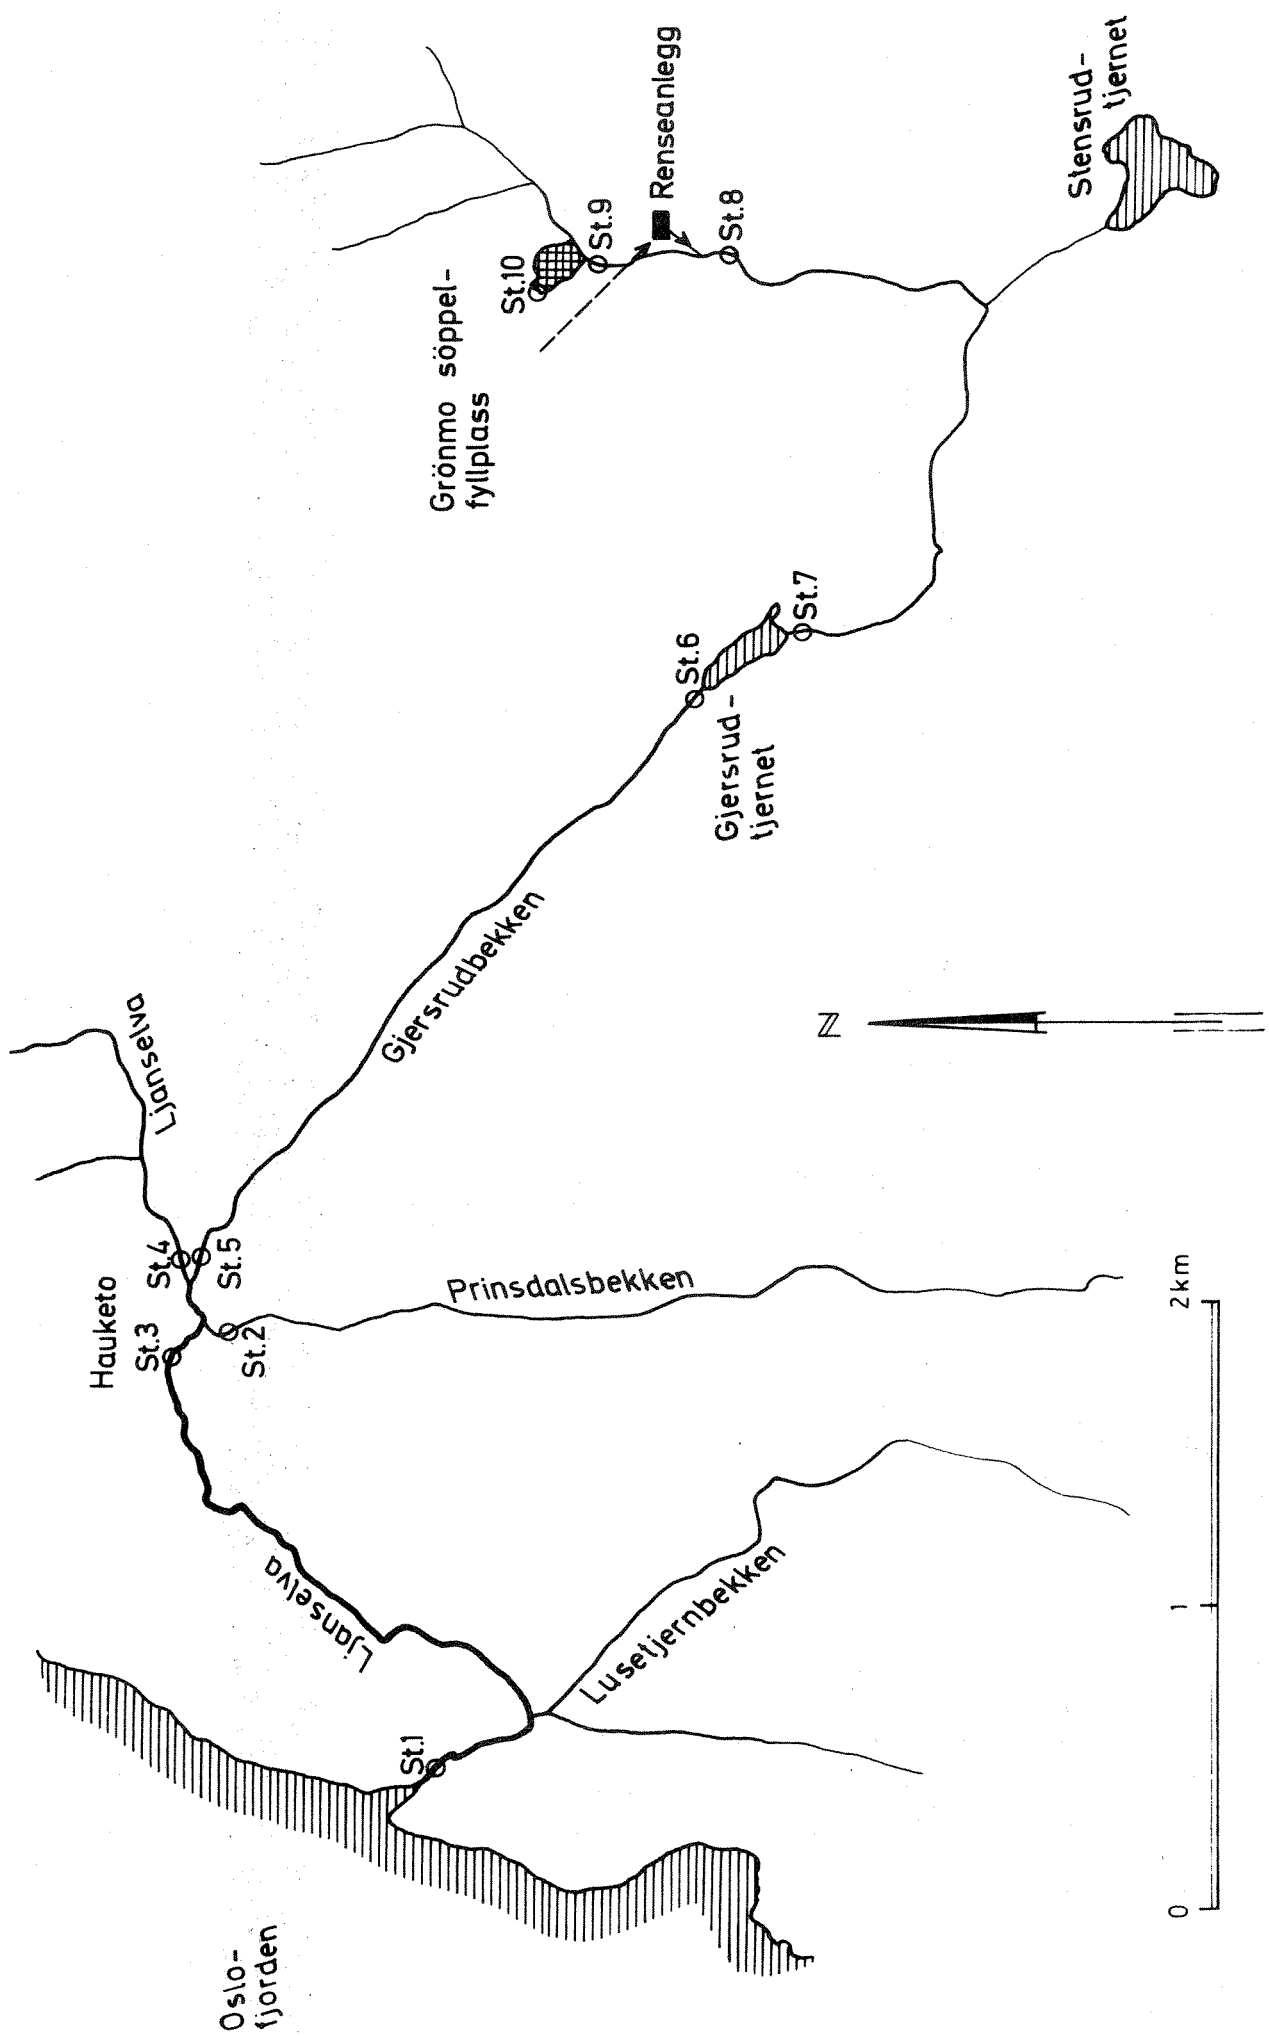 Oslo-
fjorden
St.1
Ljanselva
Lusetjernbekken
Hauketo
St.3
St.2
St.4
St.5
Prinsdalsbekken
Ljanselva
Gjersrudbekken
N
Gjersrud-
tjernet
St.6
St.7
Grönmo söppel-
fyllplass
St.10
St.9
Renseanlegg
St.8
Stensrud-
tjernet
0 1 2km